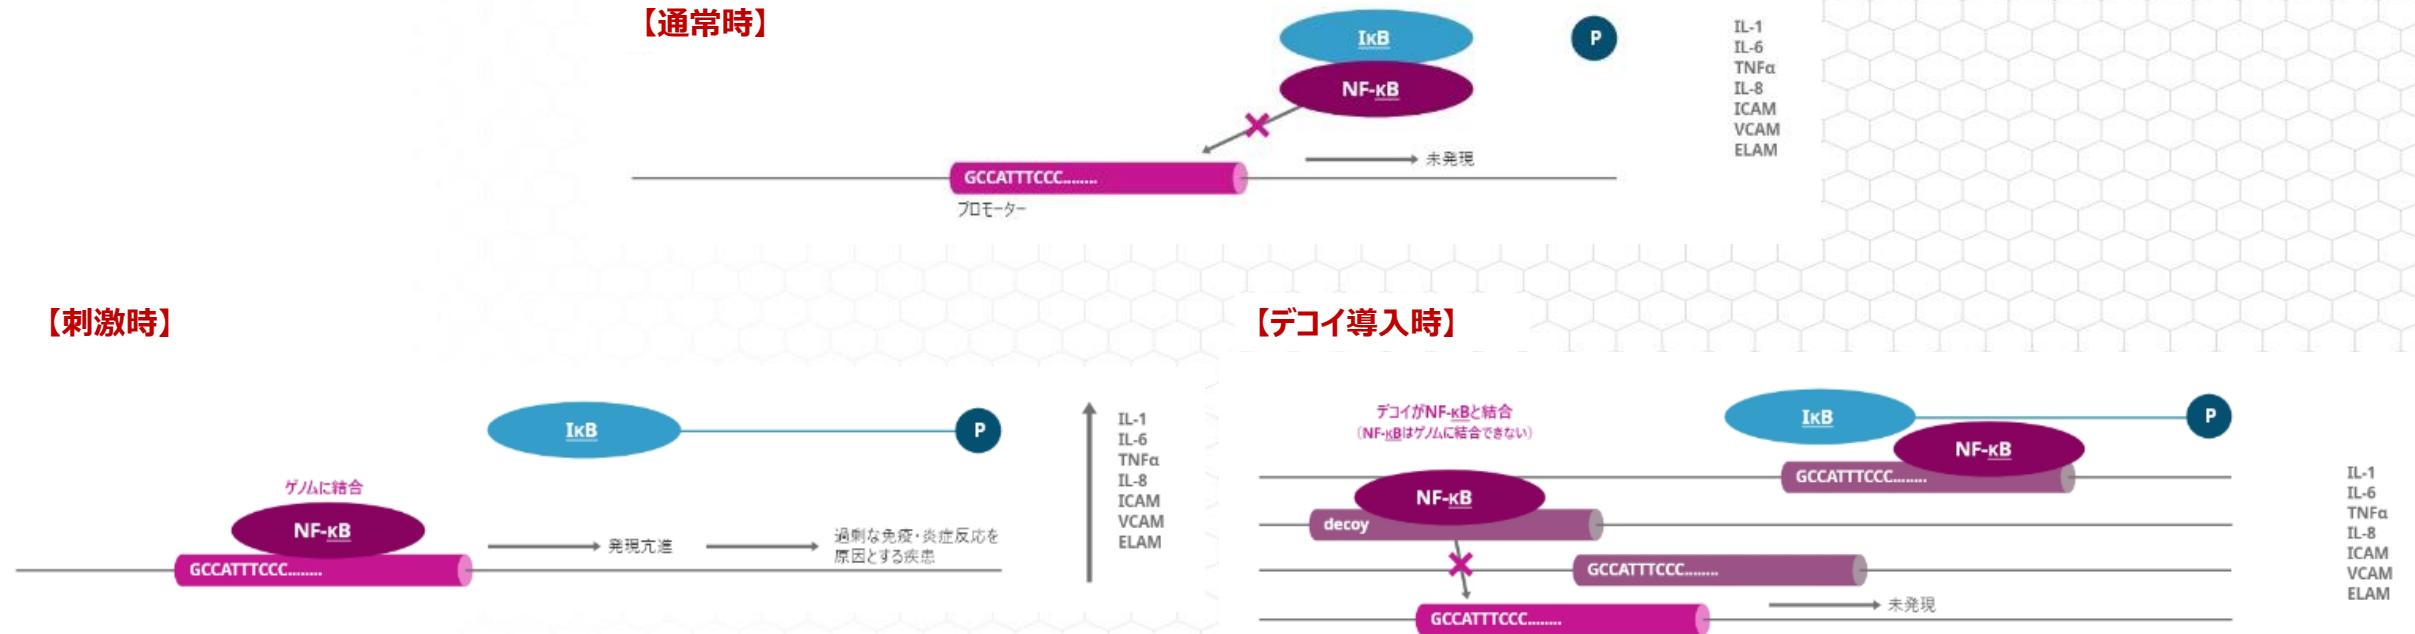 【通常時】
IκB
P
NF-κB
IL-1
IL-6
TNFα
IL-8
ICAM
VCAM
ELAM
未発現
GCCATTTCCC........
プロモーター
【刺激時】
IκB
P
ゲノムに結合
NF-κB
発現亢進
過剰な免疫・炎症反応を
原因とする疾患
GCCATTTCCC........
IL-1
IL-6
TNFα
IL-8
ICAM
VCAM
ELAM
【デコイ導入時】
デコイがNF-κBと結合
（NF-κBはゲノムに結合できない）
IκB
P
NF-κB
GCCATTTCCC........
NF-κB
decoy
GCCATTTCCC........
未発現
GCCATTTCCC........
IL-1
IL-6
TNFα
IL-8
ICAM
VCAM
ELAM